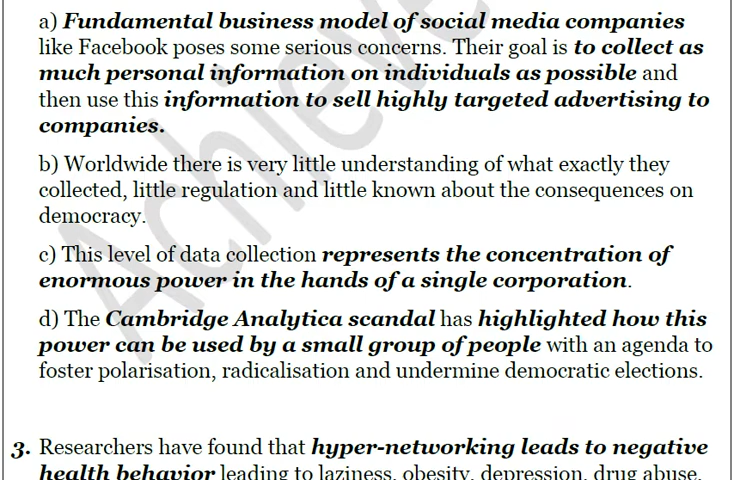 a) Fundamental business model of social media companies
like Facebook poses some serious concerns. Their goal is to collect as
much personal information on individuals as possible and
then use this information to sell highly targeted advertising to
companies.
b) Worldwide there is very little understanding of what exactly they
collected, little regulation and little known about the consequences on
democracy.
c) This level of data collection represents the concentration of
enormous power in the hands of a single corporation.
d) The Cambridge Analytica scandal has highlighted how this
power can be used by a small group of people with an agenda to
foster polarisation, radicalisation and undermine democratic elections.
3. Researchers have found that hyper-networking leads to negative
health behavior leading to laziness, obesity, depression, drug abuse,
Achieve